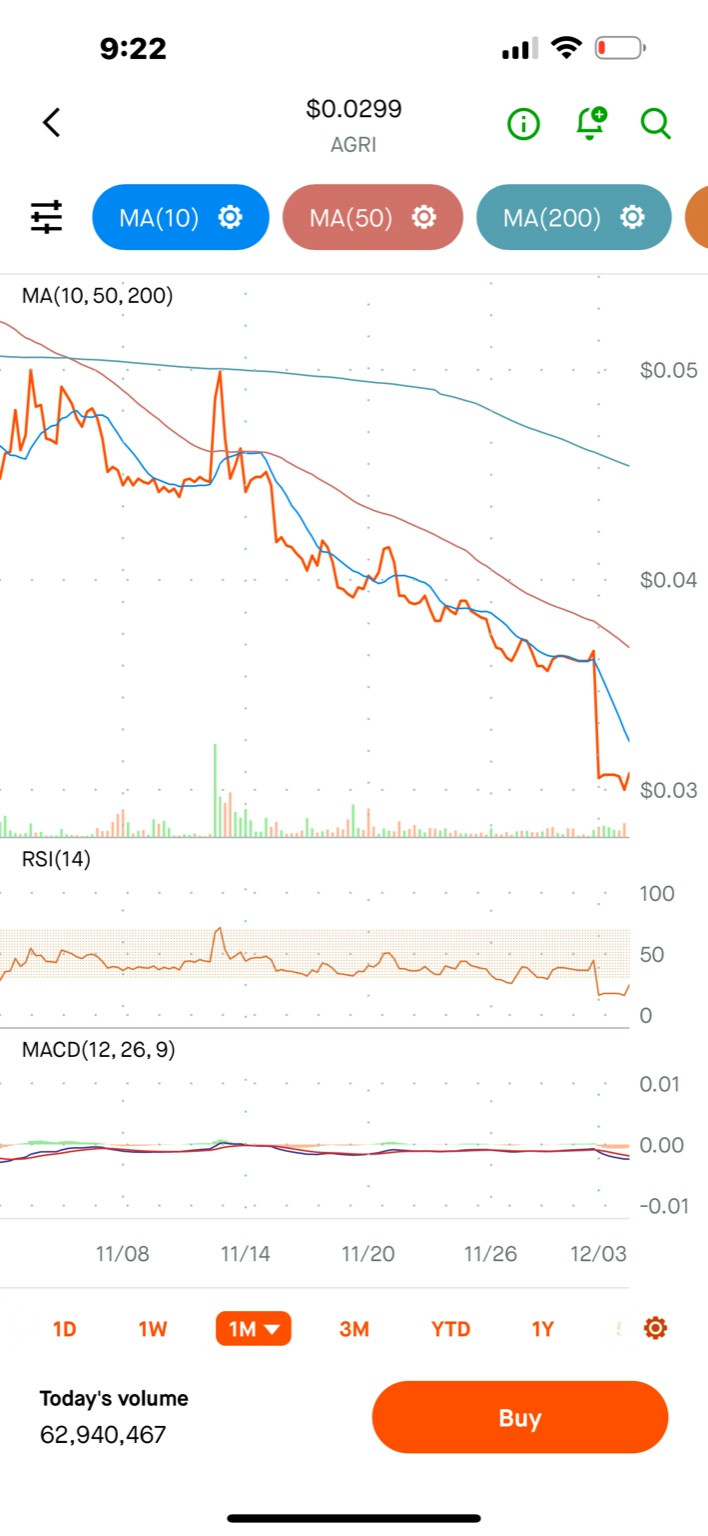 9:22
$0.0299
AGRI
MA(10) MA(50) MA(200)
MA(10, 50, 200)
$0.05
$0.04
$0.03
RSI(14)
100
50
0
MACD(12, 26, 9)
0.01
0.00
-0.01
11/08 11/14 11/20 11/26 12/03
1D 1W 1M 3M YTD 1Y
Today's volume
62,940,467
Buy